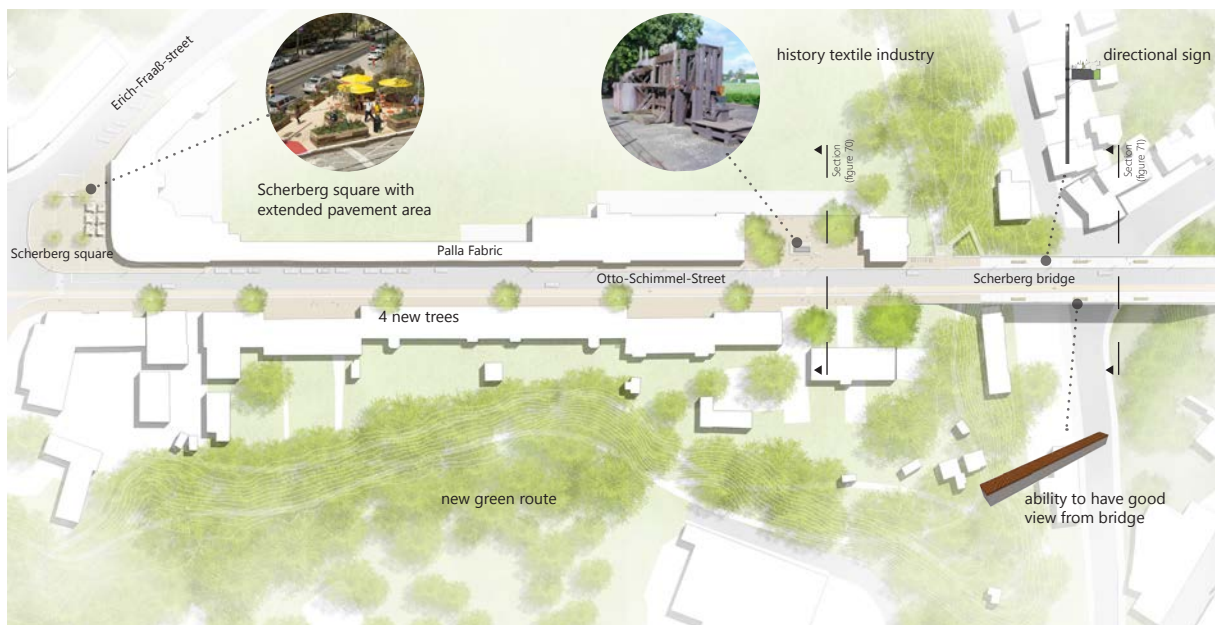 Erich-Fraaß-street
history textile industry
directional sign
Section
(figure 70)
Section
(figure 71)
Scherberg square with
extended pavement area
Scherberg square
Palla Fabric
Otto-Schimmel-Street
Scherberg bridge
4 new trees
new green route
ability to have good
view from bridge